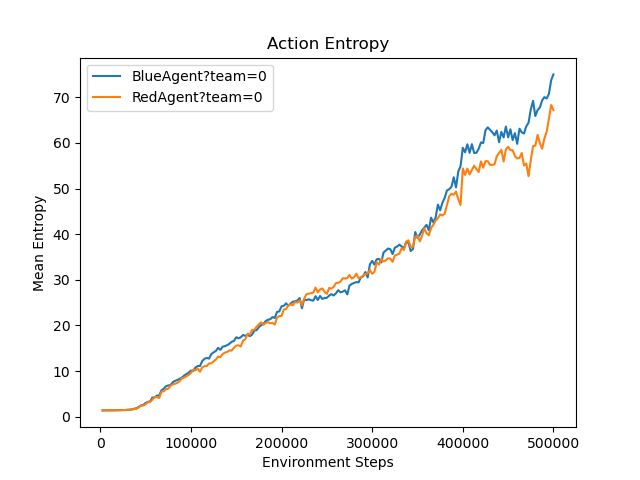 Action Entropy
BlueAgent?team=0
RedAgent?team=0
Mean Entropy
70
60
50
40
30
20
10
0
0 100000 200000 300000 400000 500000
Environment Steps